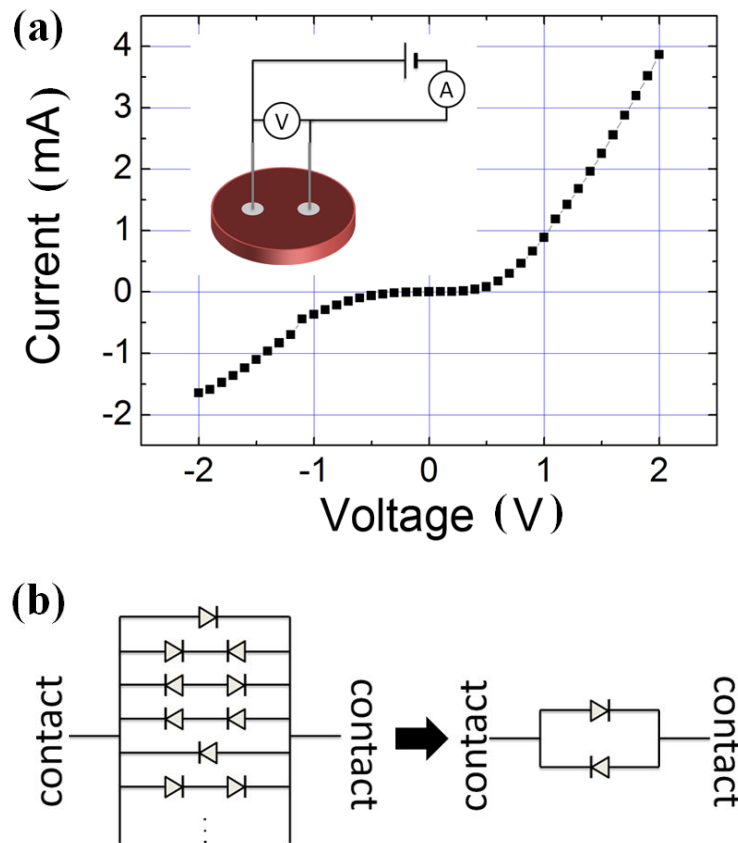 (a)
4
3
2
1
0
-1
-2
Current (mA)
A
V
-2 -1 0 1 2
Voltage (V)
(b)
contact
contact
contact
contact